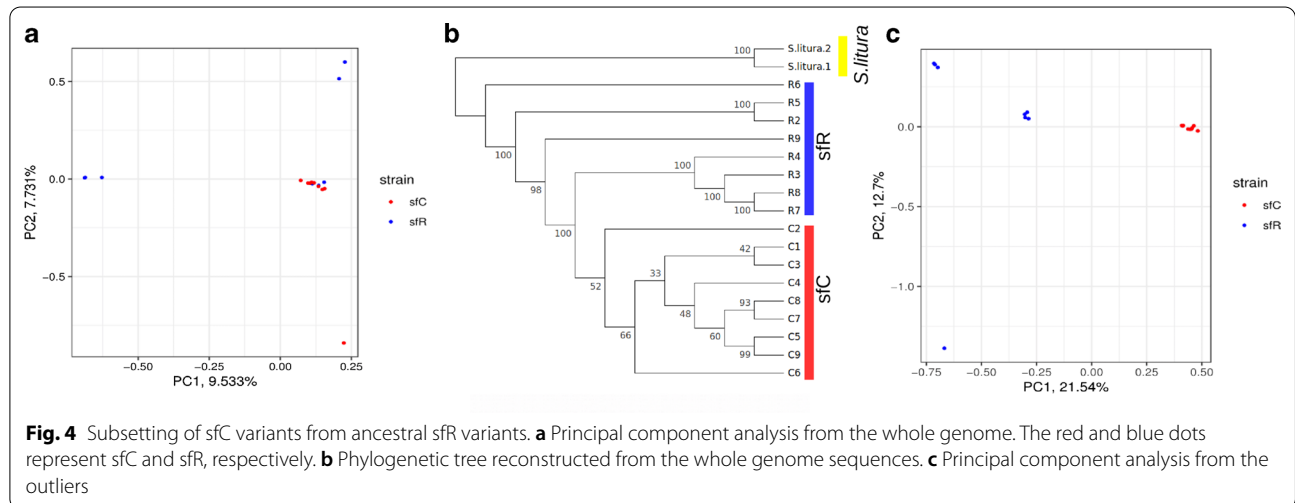 a
0.5
0.0
−0.5
PC2, 7.731%
−0.50
−0.25
0.00
0.25
PC1, 9.533%
strain
sfC
sfR
b
S.litura.2
S.litura.1
R6
R5
R2
R9
R4
R3
R8
R7
C2
C1
C3
C4
C8
C7
C5
C9
C6
100
100
100
98
100
100
100
100
52
42
33
93
48
66
60
99
S.litura
sfR
sfC
c
0.0
−0.5
−1.0
PC2, 12.7%
−0.75
−0.50
−0.25
0.00
0.25
0.50
PC1, 21.54%
strain
sfC
sfR
Fig. 4 Subsetting of sfC variants from ancestral sfR variants. a Principal component analysis from the whole genome. The red and blue dots
represent sfC and sfR, respectively. b Phylogenetic tree reconstructed from the whole genome sequences. c Principal component analysis from the
outliers